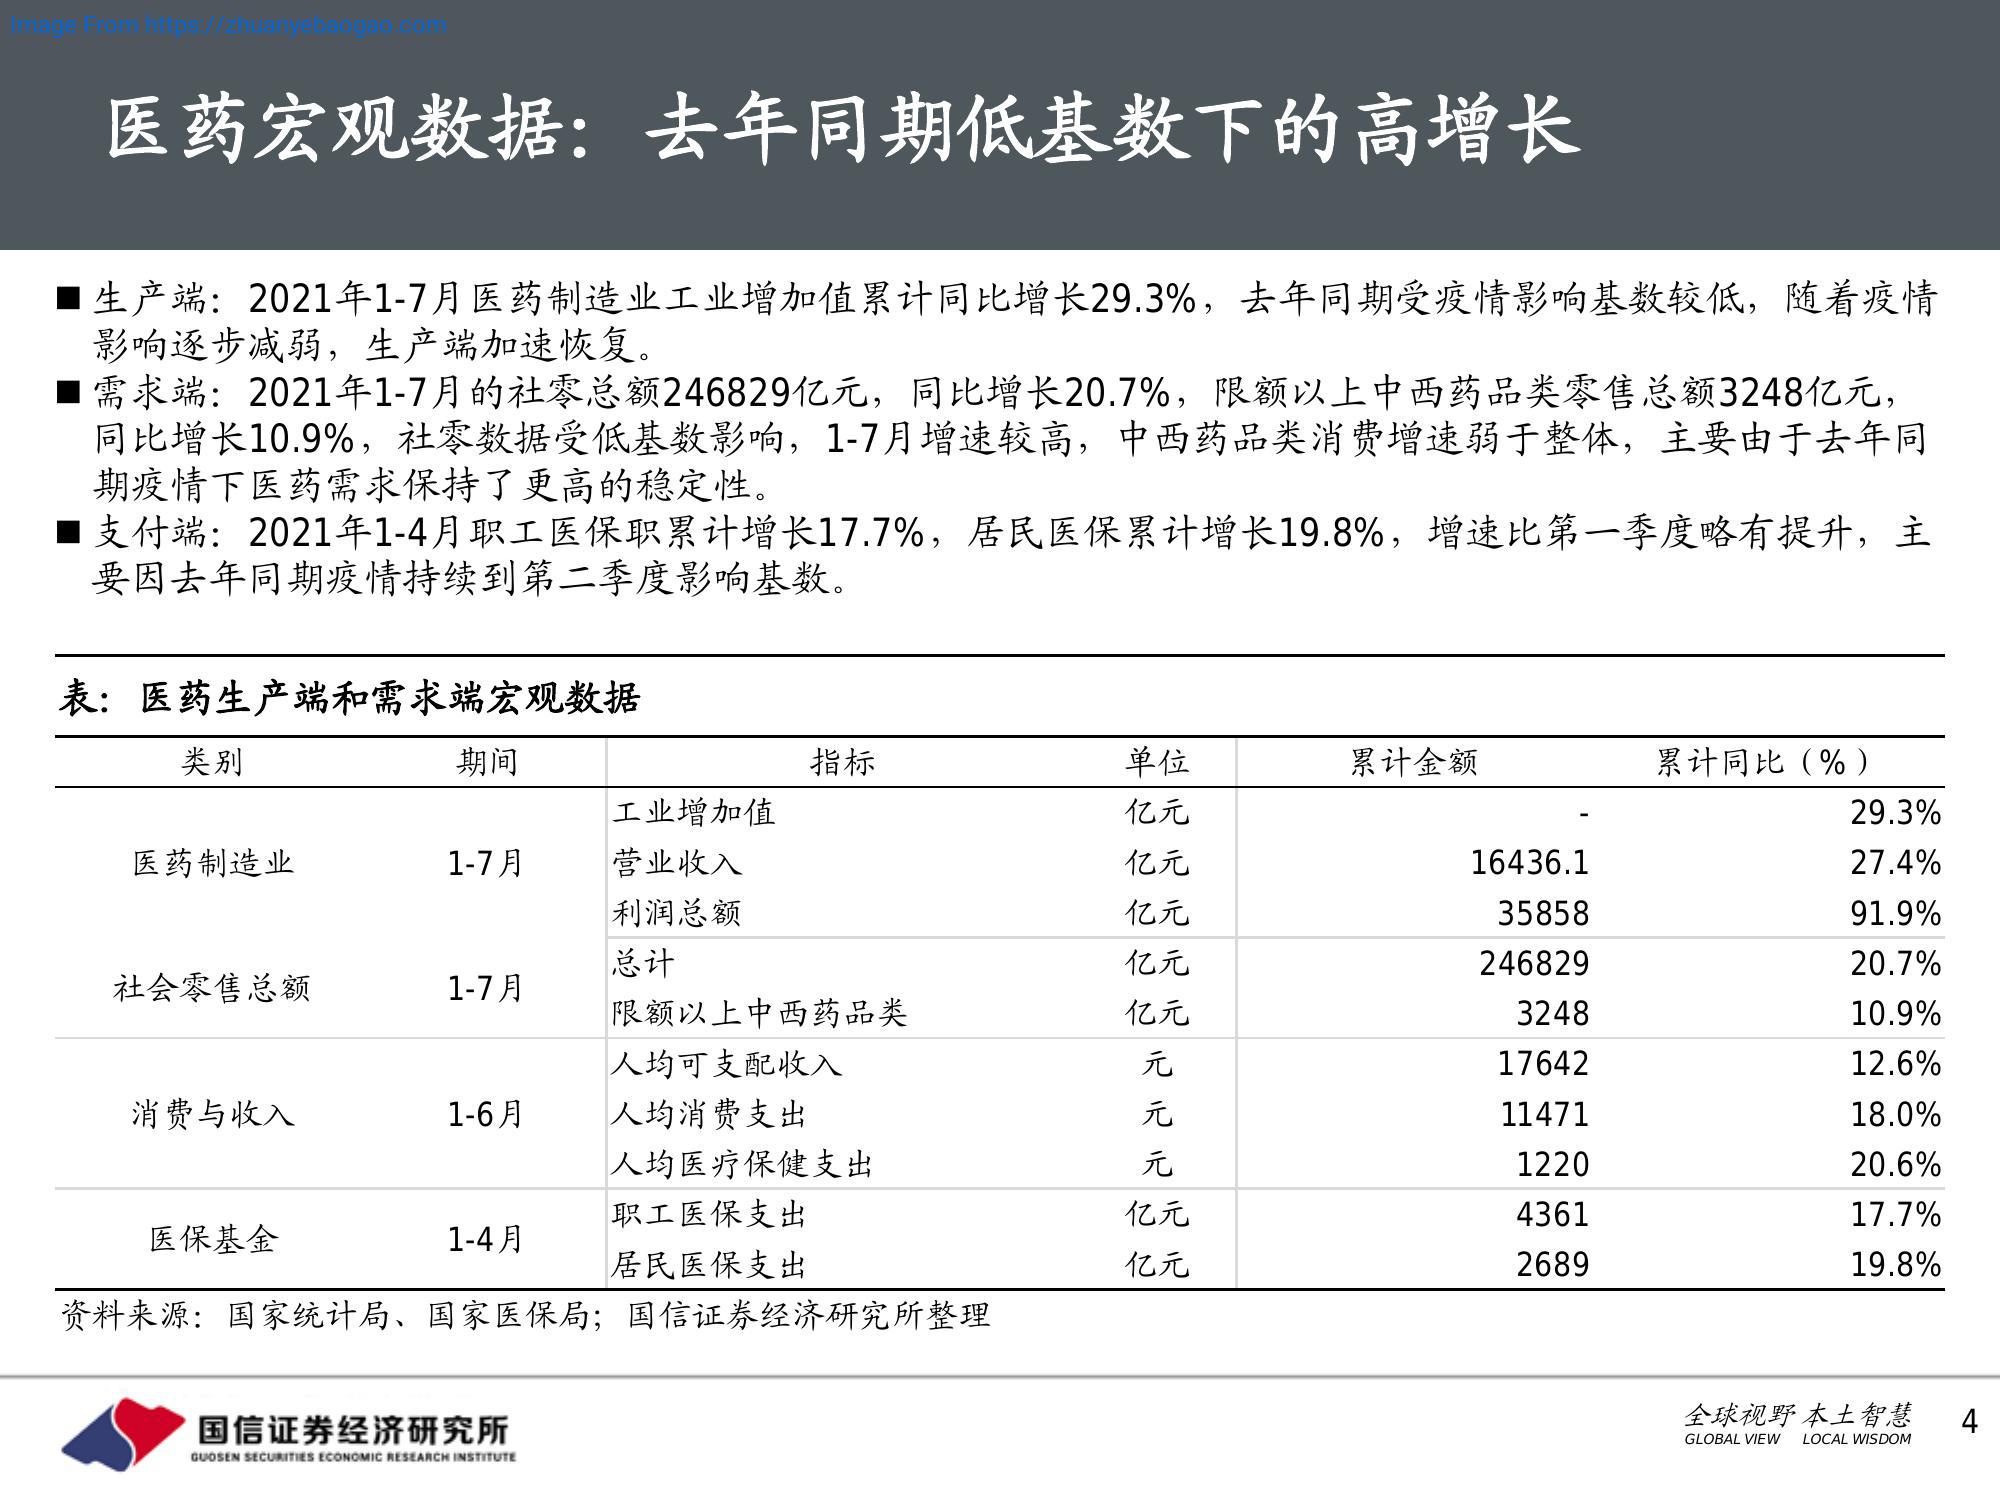 Image From https://zhuanyebaogao.com
医药宏观数据：去年同期低基数下的高增长
■ 生产端：2021年1-7月医药制造业工业增加值累计同比增长29.3%，去年同期受疫情影响基数较低，随着疫情
影响逐步减弱，生产端加速恢复。
■ 需求端：2021年1-7月的社零总额246829亿元，同比增长20.7%，限额以上中西药品类零售总额3248亿元，
同比增长10.9%，社零数据受低基数影响，1-7月增速较高，中西药品类消费增速弱于整体，主要由于去年同
期疫情下医药需求保持了更高的稳定性。
■ 支付端：2021年1-4月职工医保职累计增长17.7%，居民医保累计增长19.8%，增速比第一季度略有提升，主
要因去年同期疫情持续到第二季度影响基数。
表：医药生产端和需求端宏观数据
类别 期间 指标 单位 累计金额 累计同比（%）
工业增加值 亿元 - 29.3%
医药制造业 1-7月 营业收入 亿元 16436.1 27.4%
利润总额 亿元 35858 91.9%
社会零售总额 1-7月 总计 亿元 246829 20.7%
限额以上中西药品类 亿元 3248 10.9%
人均可支配收入 元 17642 12.6%
消费与收入 1-6月 人均消费支出 元 11471 18.0%
人均医疗保健支出 元 1220 20.6%
医保基金 1-4月 职工医保支出 亿元 4361 17.7%
居民医保支出 亿元 2689 19.8%
资料来源：国家统计局、国家医保局；国信证券经济研究所整理
国信证券经济研究所
GUOSEN SECURITIES ECONOMIC RESEARCH INSTITUTE
全球视野 本土智慧
GLOBAL VIEW LOCAL WISDOM
4